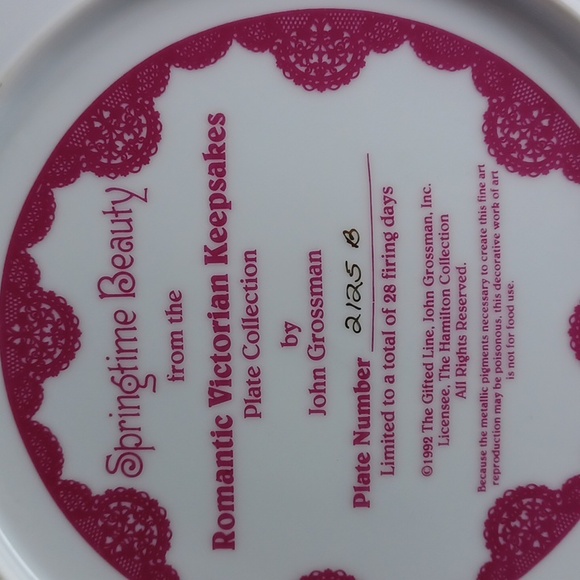 Springtime Beauty
from the
Romantic Victorian Keepsakes
Plate Collection
by
John Grossman
Plate Number 2125 B
Limited to a total of 28 firing days
©1992 The Gifted Line, John Grossman, Inc.
Licensee, The Hamilton Collection
All Rights Reserved.
Because the metallic pigments necessary to create this fine art
reproduction may be poisonous, this decorative work of art
is not for food use.